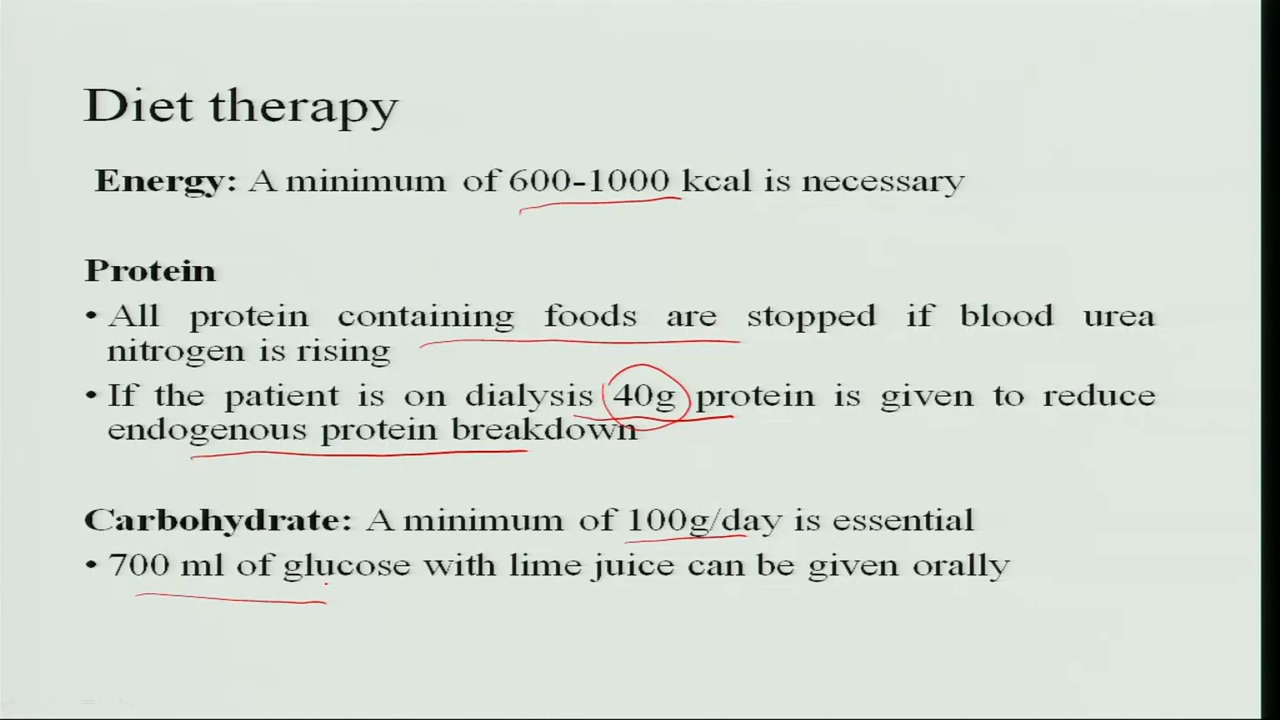 Diet therapy
Energy: A minimum of 600-1000 kcal is necessary
Protein
• All protein containing foods are stopped if blood urea
nitrogen is rising
• If the patient is on dialysis 40g protein is given to reduce
endogenous protein breakdown
Carbohydrate: A minimum of 100g/day is essential
• 700 ml of glucose with lime juice can be given orally